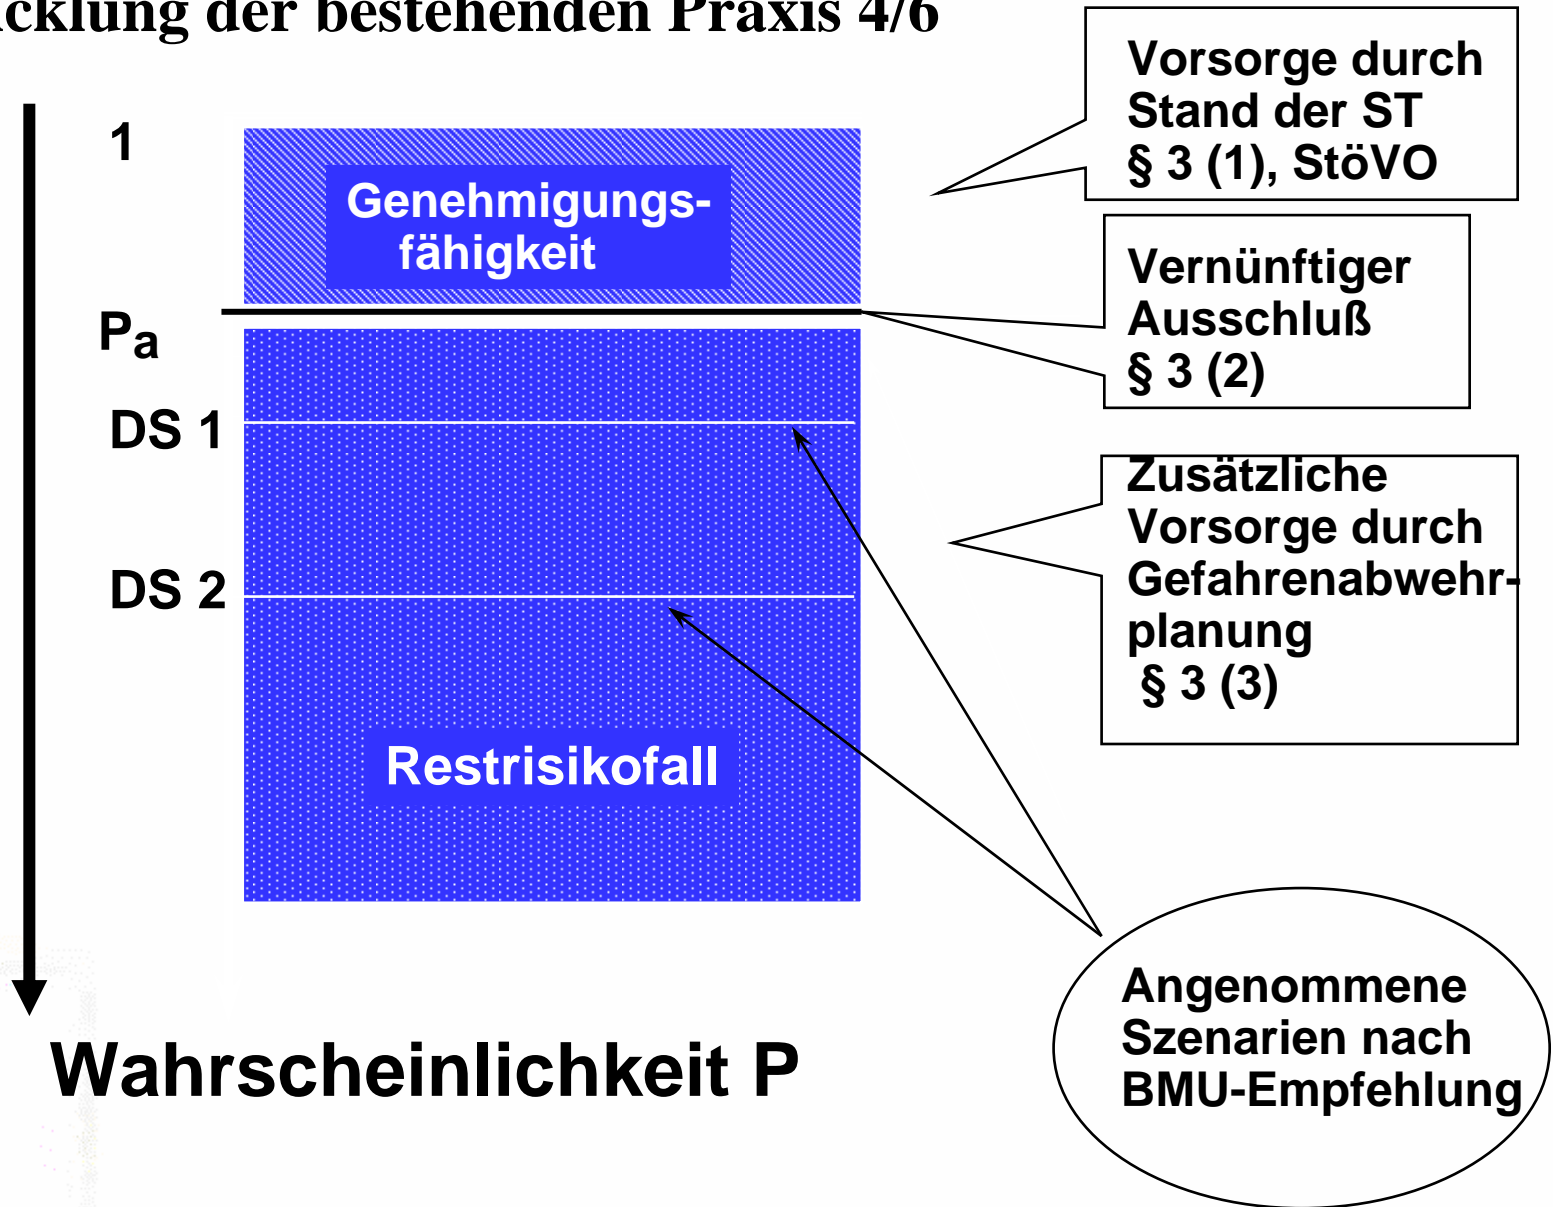 der bestehenden Praxis 4/6
1
Genehmigungs-
fähigkeit
Pa
DS 1
DS 2
Restrisikofall
Wahrscheinlichkeit P
Vorsorge durch
Stand der ST
§ 3 (1), StöVO
Vernünftiger
Ausschluß
§ 3 (2)
Zusätzliche
Vorsorge durch
Gefahrenabwehr-
planung
§ 3 (3)
Angenommene
Szenarien nach
BMU-Empfehlung